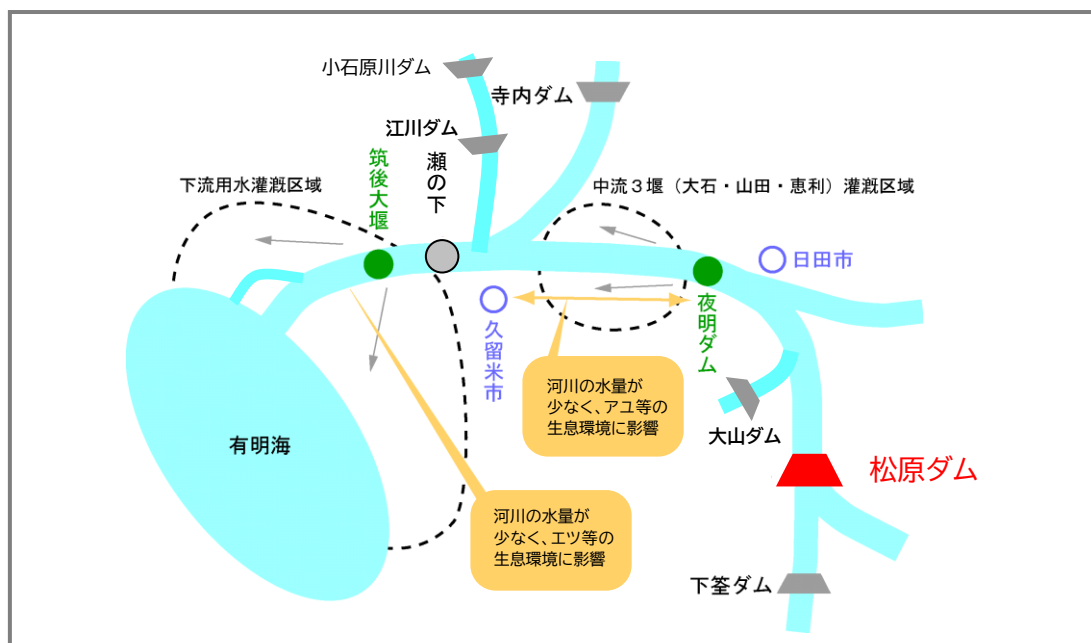 小石原川ダム
寺内ダム
江川ダム
筑後大堰
瀬の下
下流用水灌漑区域
中流３堰（大石・山田・恵利）灌漑区域
日田市
久留米市
夜明ダム
河川の水量が
少なく、アユ等の
生息環境に影響
大山ダム
有明海
松原ダム
河川の水量が
少なく、エツ等の
生息環境に影響
下筌ダム